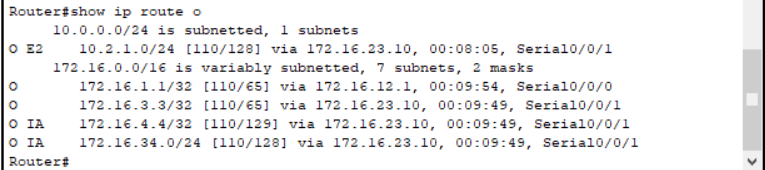 Router#show ip route o
10.0.0.0/24 is subnetted, 1 subnets
O E2 10.2.1.0/24 [110/128] via 172.16.23.10, 00:08:05, Serial0/0/1
172.16.0.0/16 is variably subnetted, 7 subnets, 2 masks
O 172.16.1.1/32 [110/65] via 172.16.12.1, 00:09:54, Serial0/0/0
O 172.16.3.3/32 [110/65] via 172.16.23.10, 00:09:49, Serial0/0/1
O IA 172.16.4.4/32 [110/129] via 172.16.23.10, 00:09:49, Serial0/0/1
O IA 172.16.34.0/24 [110/128] via 172.16.23.10, 00:09:49, Serial0/0/1
Router#